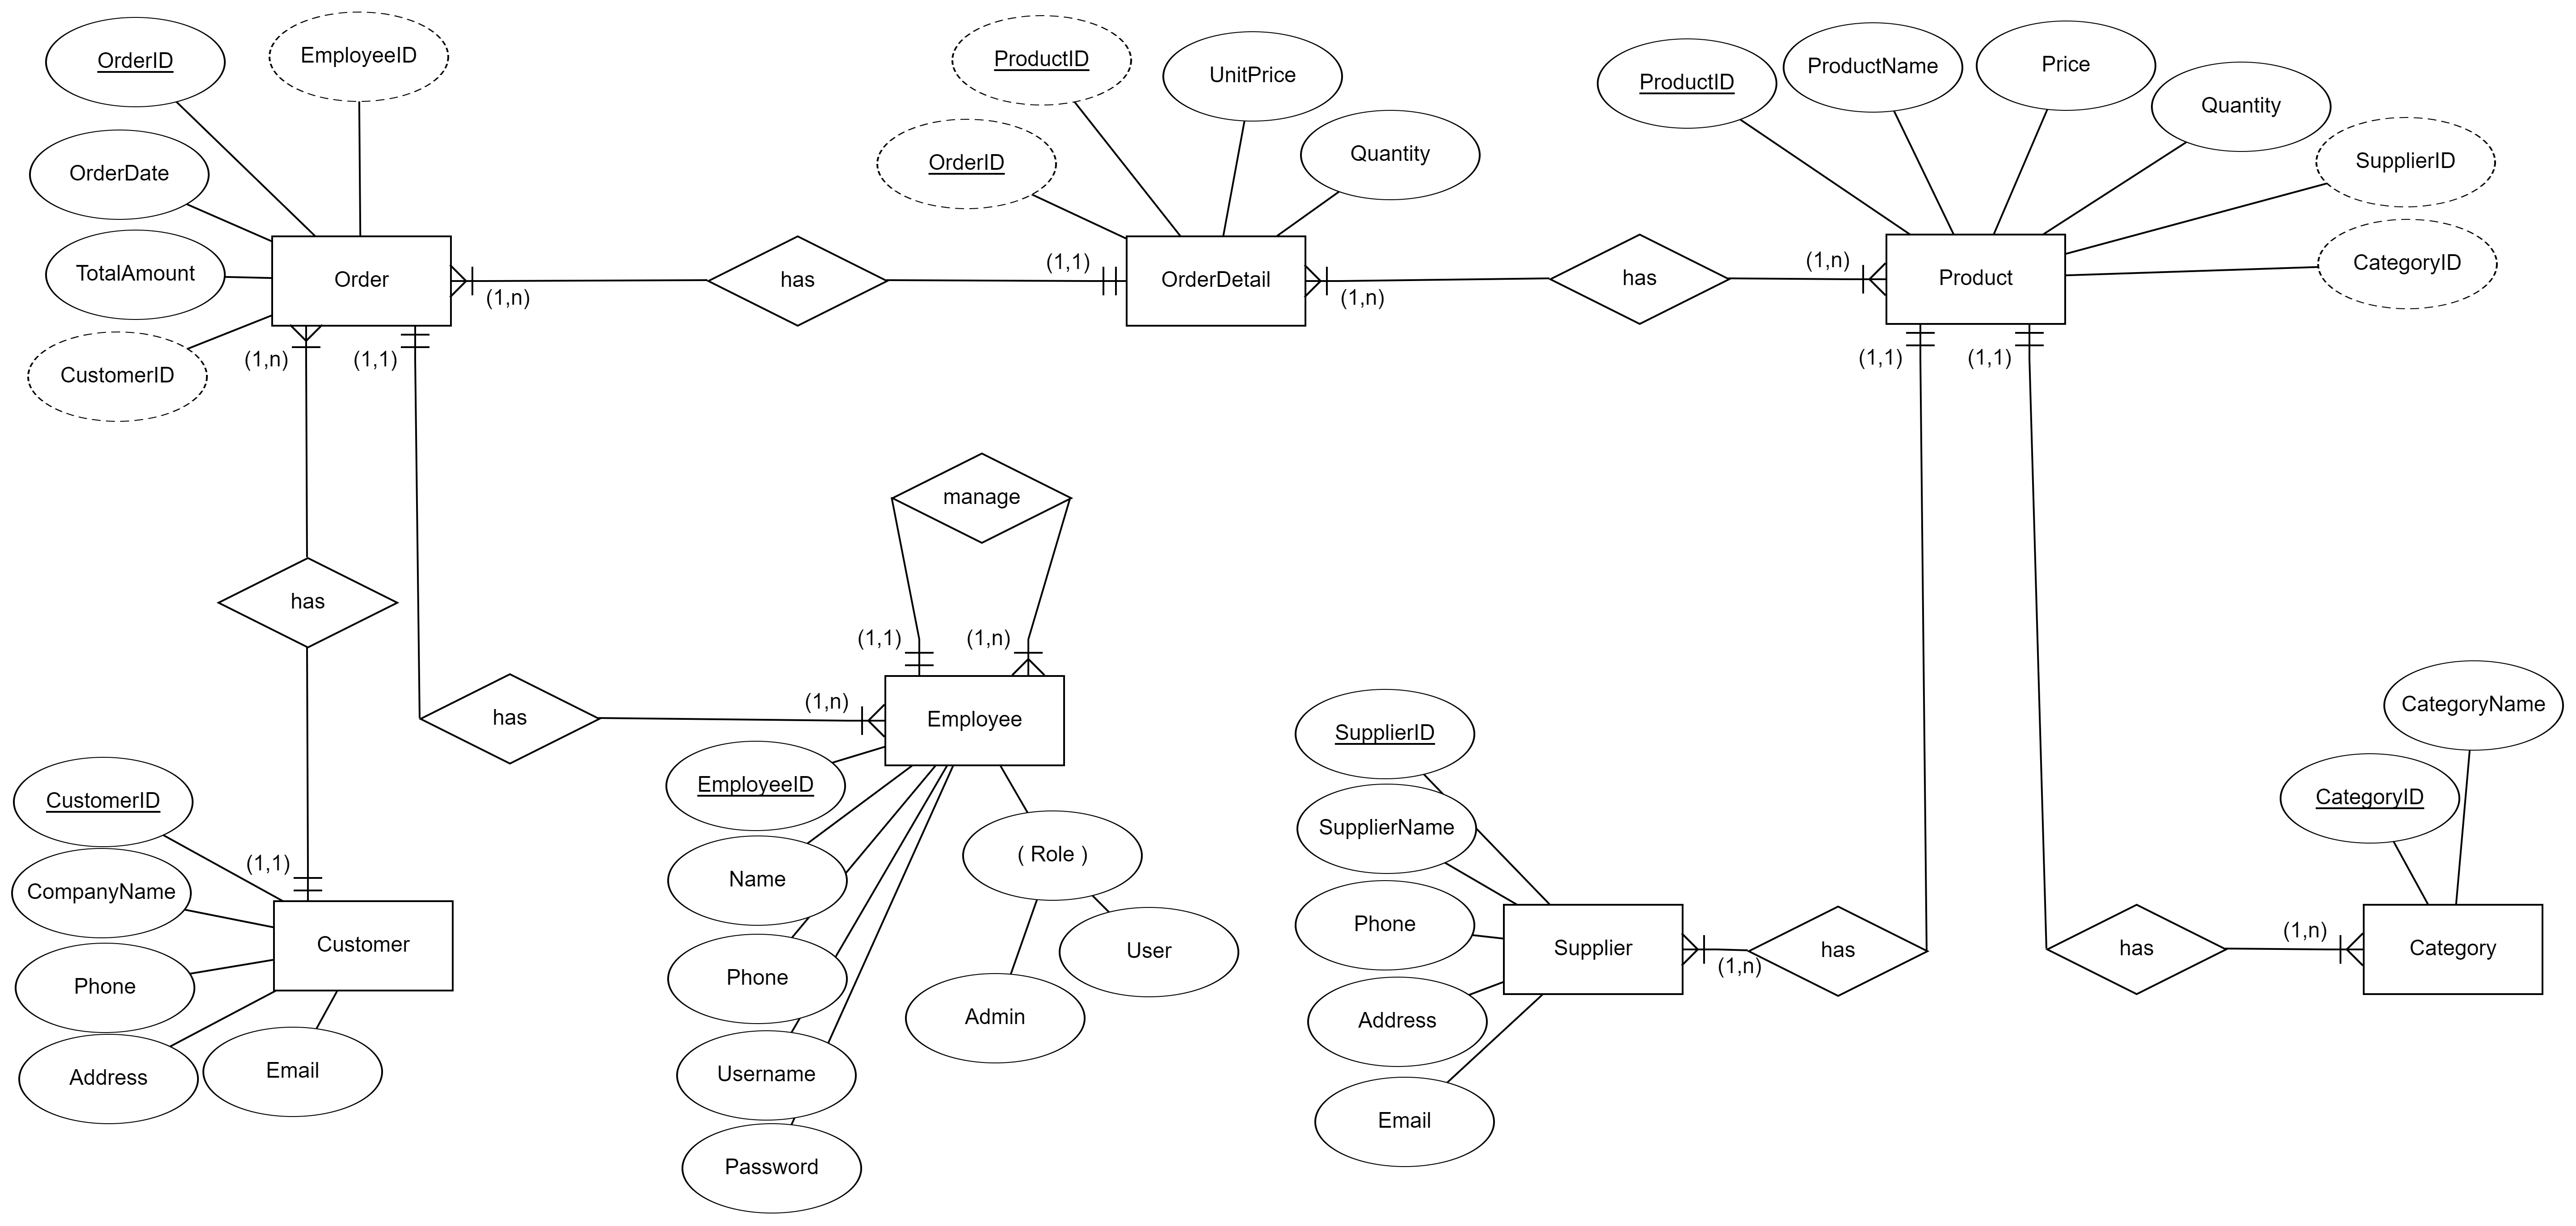 OrderID
EmployeeID
OrderDate
TotalAmount
CustomerID
Order
(1,n)
(1,n)
(1,1)
has
(1,1)
ProductID
UnitPrice
OrderID
Quantity
OrderDetail
(1,n)
has
(1,n)
ProductID
ProductName
Price
Quantity
SupplierID
CategoryID
Product
(1,1)
(1,1)
manage
(1,1)
(1,n)
has
has
(1,n)
Employee
EmployeeID
Name
Phone
Username
Password
( Role )
Admin
User
CustomerID
(1,1)
CompanyName
Customer
Phone
Address
Email
SupplierID
SupplierName
Phone
Address
Email
Supplier
(1,n)
has
has
(1,n)
CategoryName
CategoryID
Category